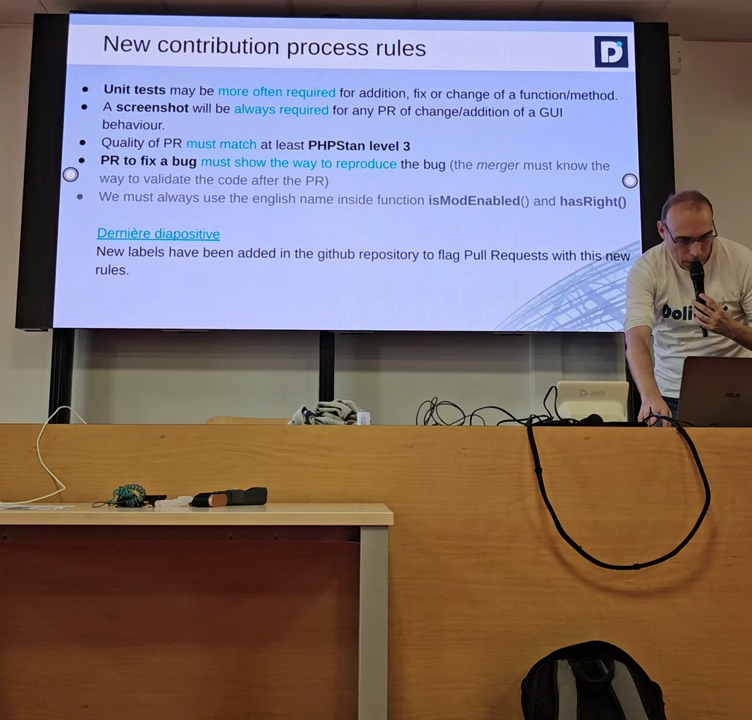 New contribution process rules
D
• Unit tests may be more often required for addition, fix or change of a function/method.
• A screenshot will be always required for any PR of change/addition of a GUI
behaviour.
• Quality of PR must match at least PHPStan level 3
• PR to fix a bug must show the way to reproduce the bug (the merger must know the
way to validate the code after the PR)
• We must always use the english name inside function isModEnabled() and hasRight()
Dernière diapositive
New labels have been added in the github repository to flag Pull Requests with this new
rules.
Doli